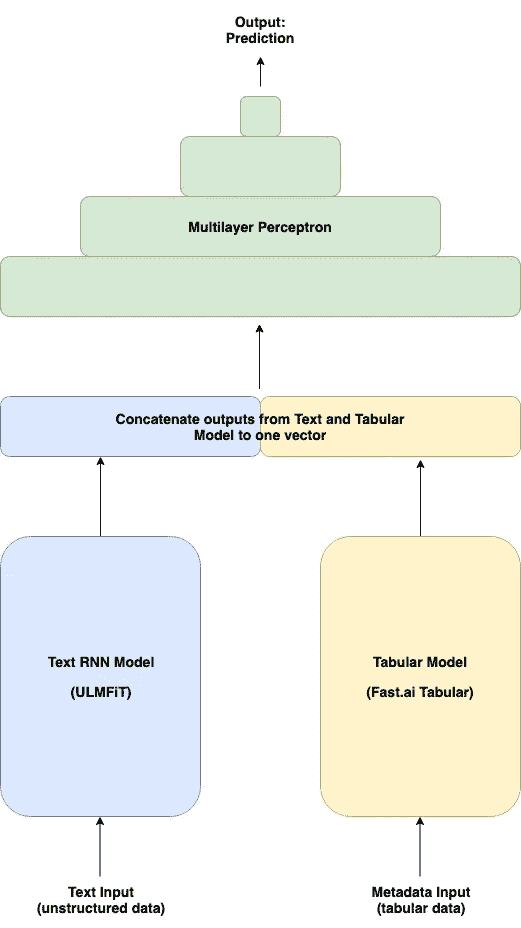 Output:
Prediction
Multilayer Perceptron
Concatenate outputs from Text and Tabular
Model to one vector
Text RNN Model
(ULMFiT)
Tabular Model
(Fast.ai Tabular)
Text Input
(unstructured data)
Metadata Input
(tabular data)